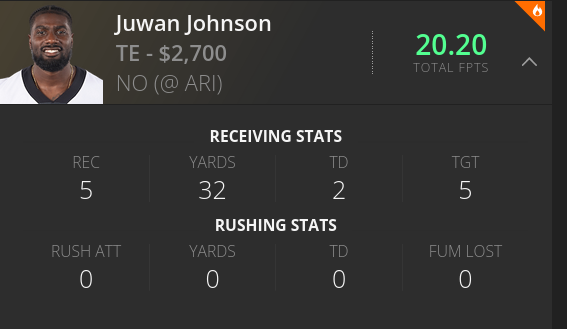 Juwan Johnson
TE - $2,700
NO (@ ARI)
20.20
TOTAL FPTS
RECEIVING STATS
REC YARDS TD TGT
5 32 2 5
RUSHING STATS
RUSH ATT YARDS TD FUM LOST
0 0 0 0